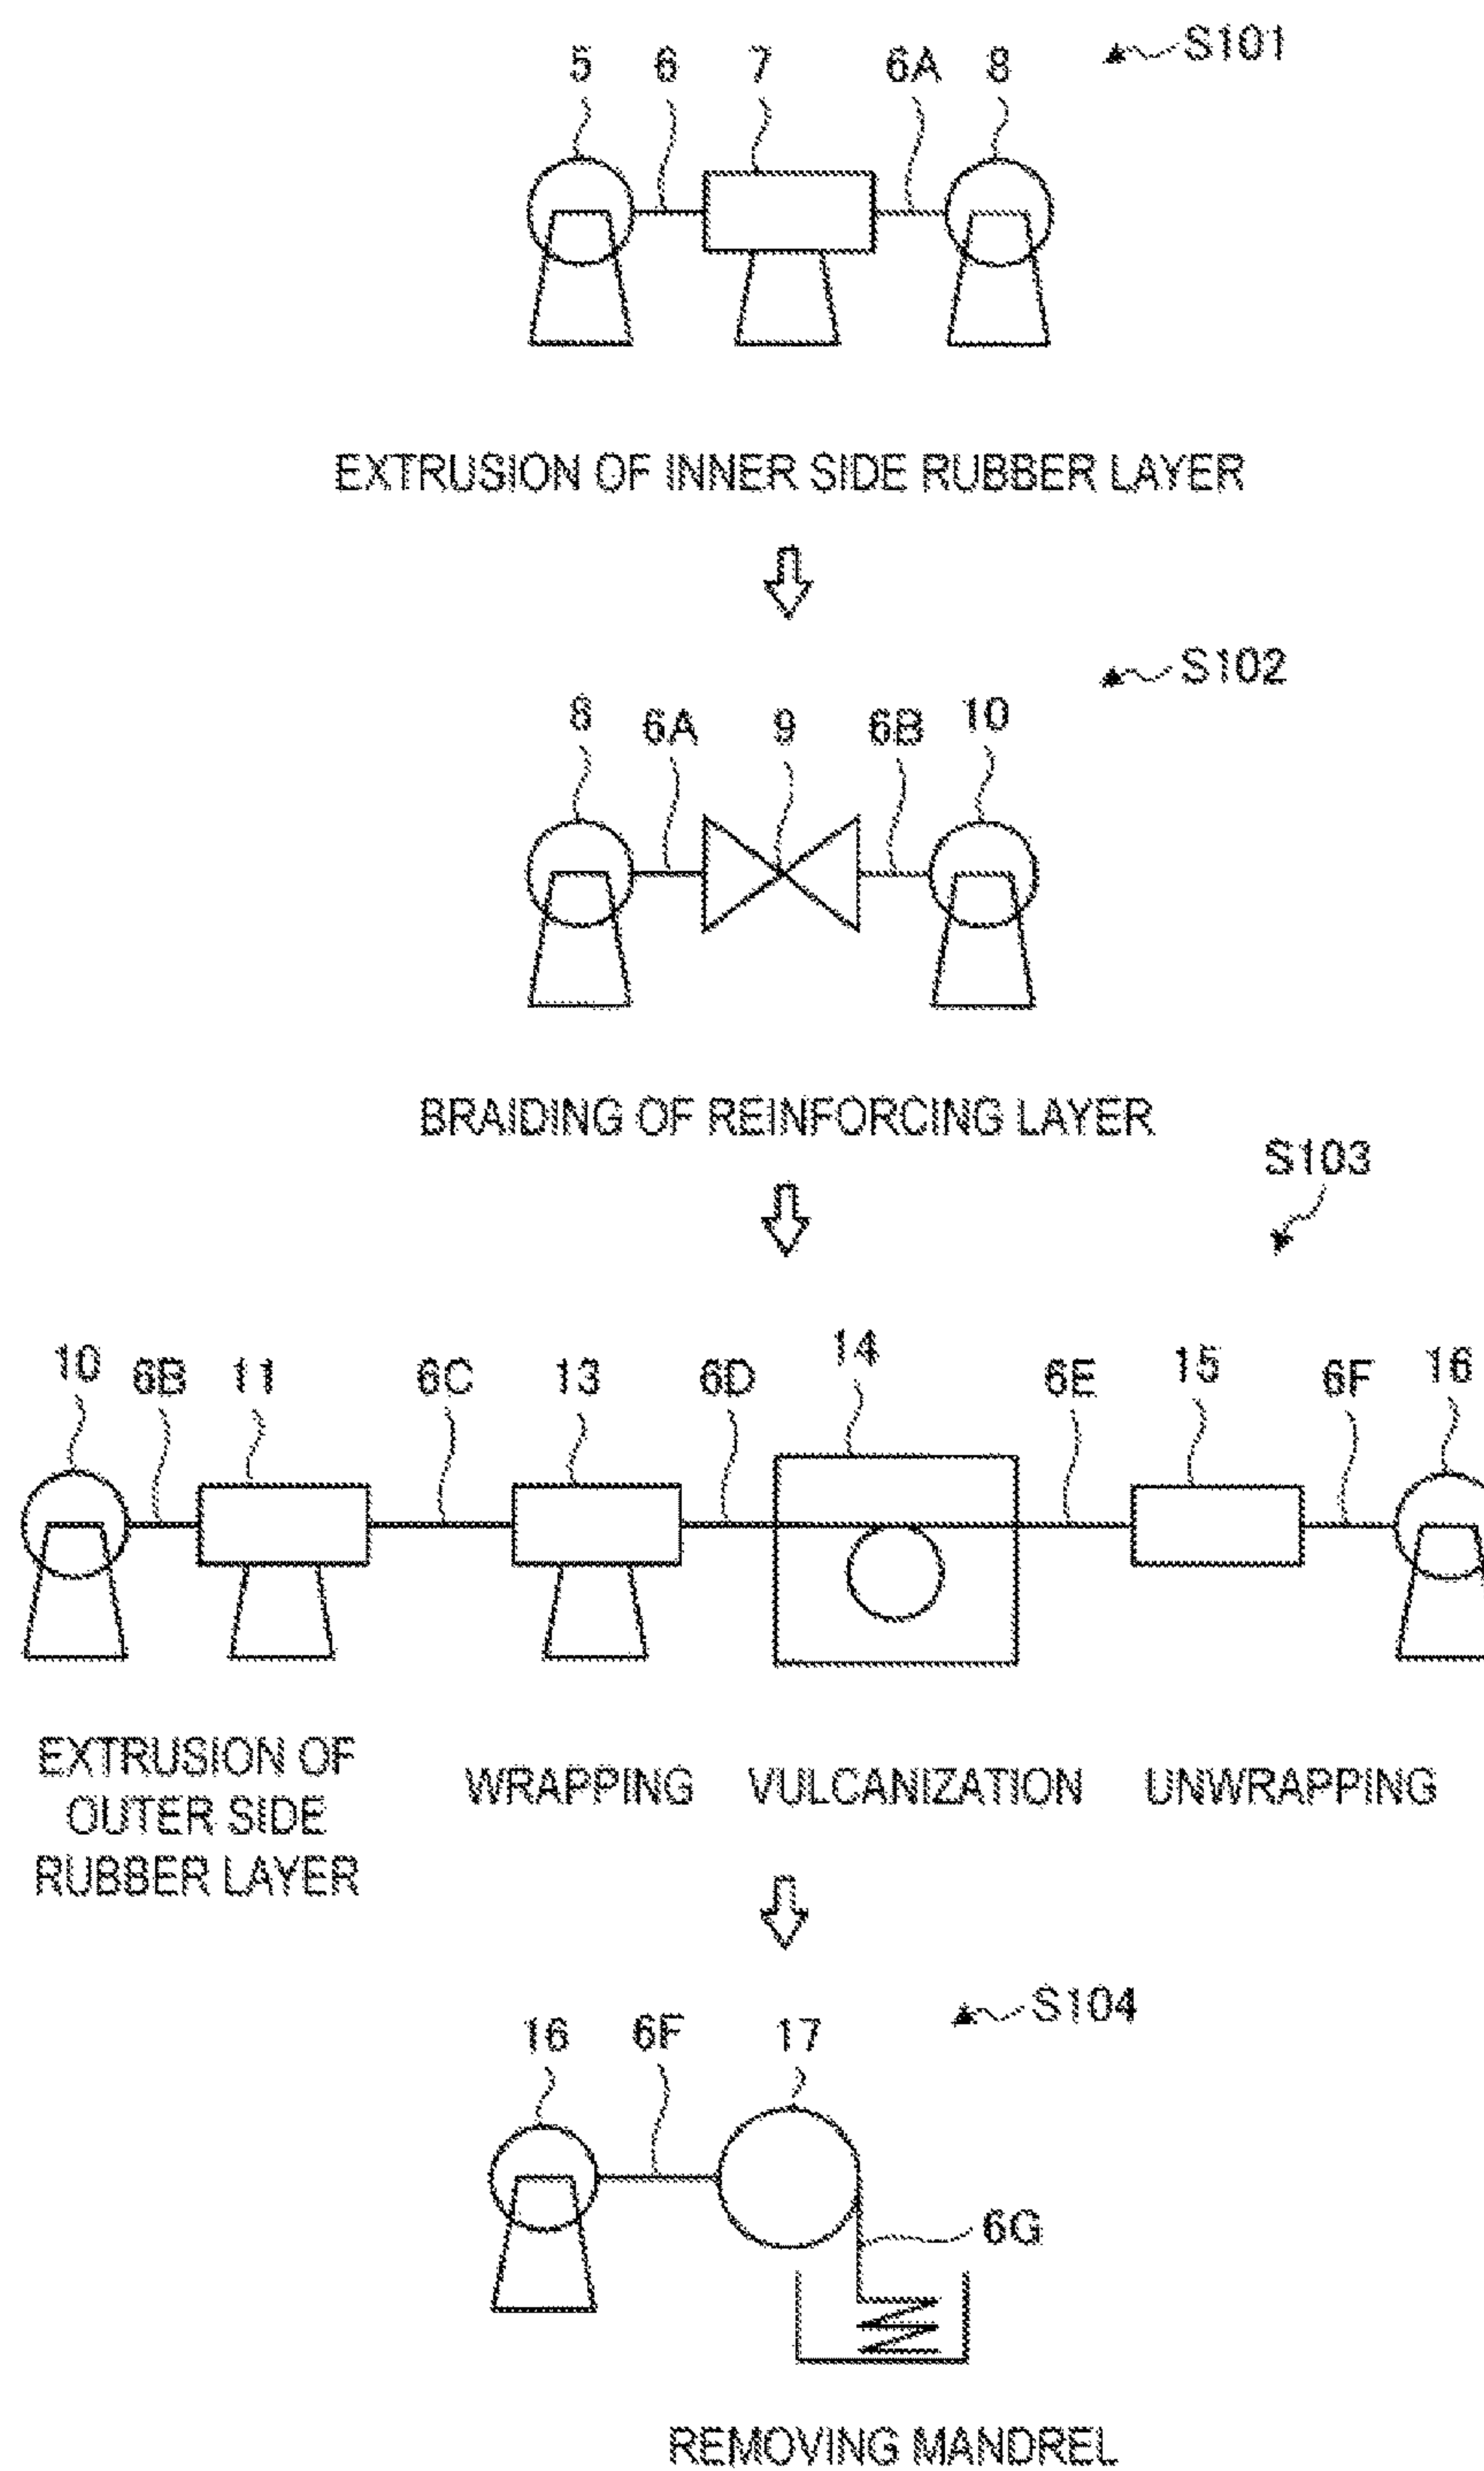 S101
5 6 7 6A 8
EXTRUSION OF INNER SIDE RUBBER LAYER
S102
8 6A 9 6B 10
BRAIDING OF REINFORCING LAYER
S103
10 6B 11 6C 13 6D 14 6E 15 6F 16
EXTRUSION OF
OUTER SIDE
RUBBER LAYER
WRAPPING
VULCANIZATION
UNWRAPPING
S104
16 6F 17
6G
REMOVING MANDREL